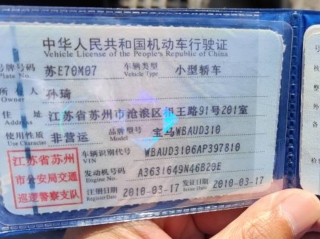 中华人民共和国机动车行驶证
Vehicle License of the People's Republic of China
号牌号码 苏E70M07 车辆类型 小型轿车
Plate No. Vehicle Type
所有人 孙琦
Owner
住址 江苏省苏州市沧浪区 王路91号201室
Address
使用性质 非营运 品牌型号 宝马WBAUD310
Use Character Model
江苏省苏州
市公安局交通
巡逻警察支队
车辆识别代号 WBAUD3106AP397810
VIN
发动机号码 A3631649N46B20E
Engine No.
注册日期 2010-03-17 发证日期 2010-03-17
Register Date Issue Date